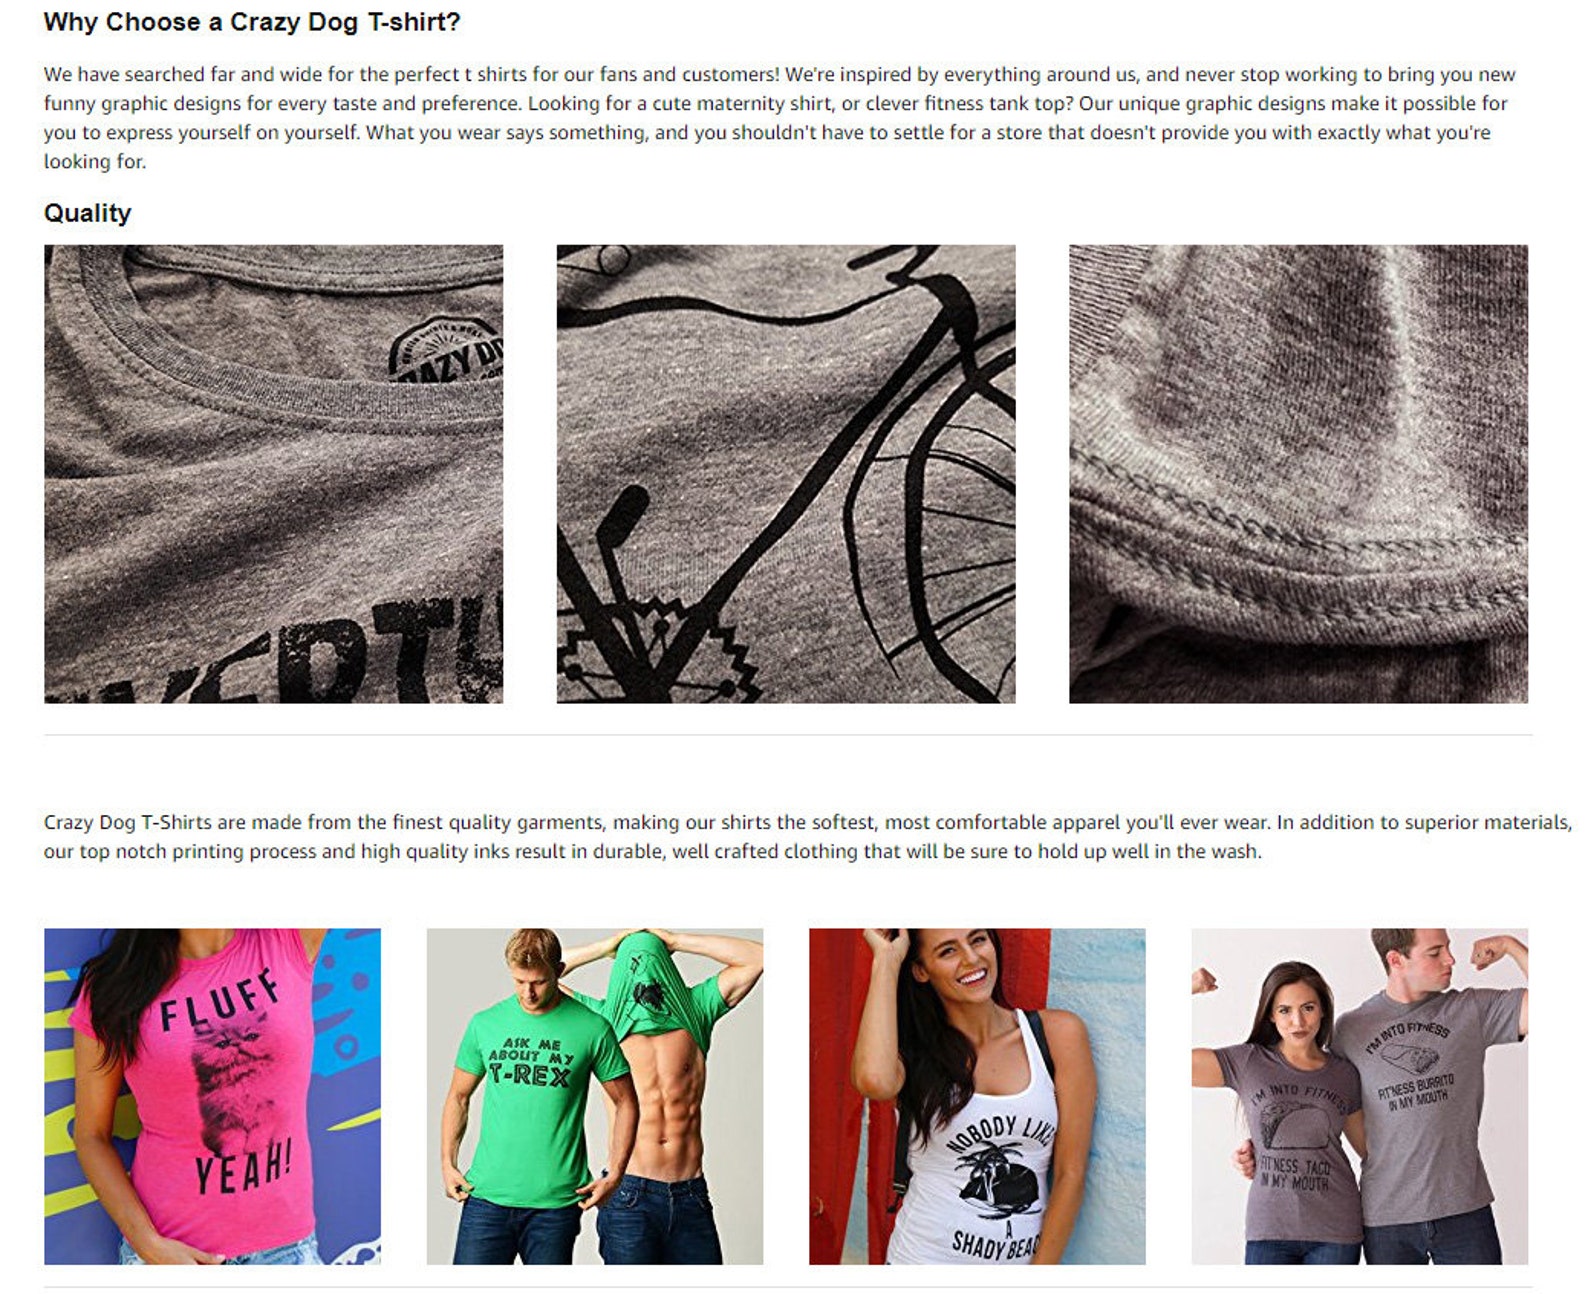 Why Choose a Crazy Dog T-shirt?
We have searched far and wide for the perfect t shirts for our fans and customers! We're inspired by everything around us, and never stop working to bring you new
funny graphic designs for every taste and preference. Looking for a cute maternity shirt, or clever fitness tank top? Our unique graphic designs make it possible for
you to express yourself on yourself. What you wear says something, and you shouldn't have to settle for a store that doesn't provide you with exactly what you're
looking for.
Quality
Crazy Dog T-Shirts are made from the finest quality garments, making our shirts the softest, most comfortable apparel you'll ever wear. In addition to superior materials,
our top notch printing process and high quality inks result in durable, well crafted clothing that will be sure to hold up well in the wash.
FLUFF
YEAH!
ASK ME
ABOUT MY
T-REX
NOBODY LIKE
A
SHADY BEAC
I'M INTO FITNESS
FITNESS TACO
IN MY MOUTH
I'M INTO FITNESS
FIT'NESS BURRITO
IN MY MOUTH